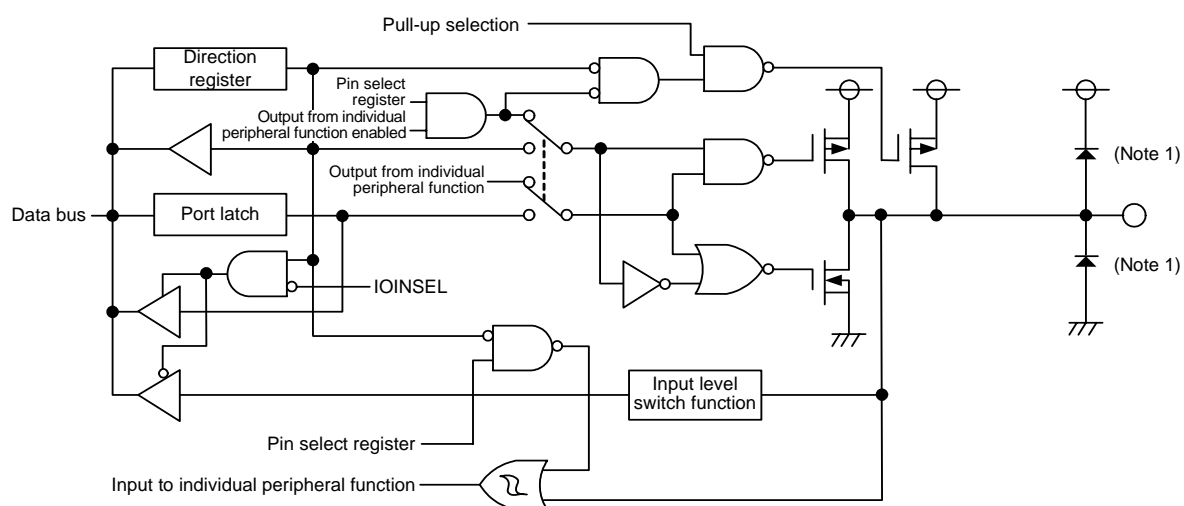 Pull-up selection
Direction
register
Pin select
register
Output from individual
peripheral function enabled
(Note 1)
Output from individual
peripheral function
Data bus
Port latch
(Note 1)
IOINSEL
Input level
switch function
Pin select register
Input to individual peripheral function